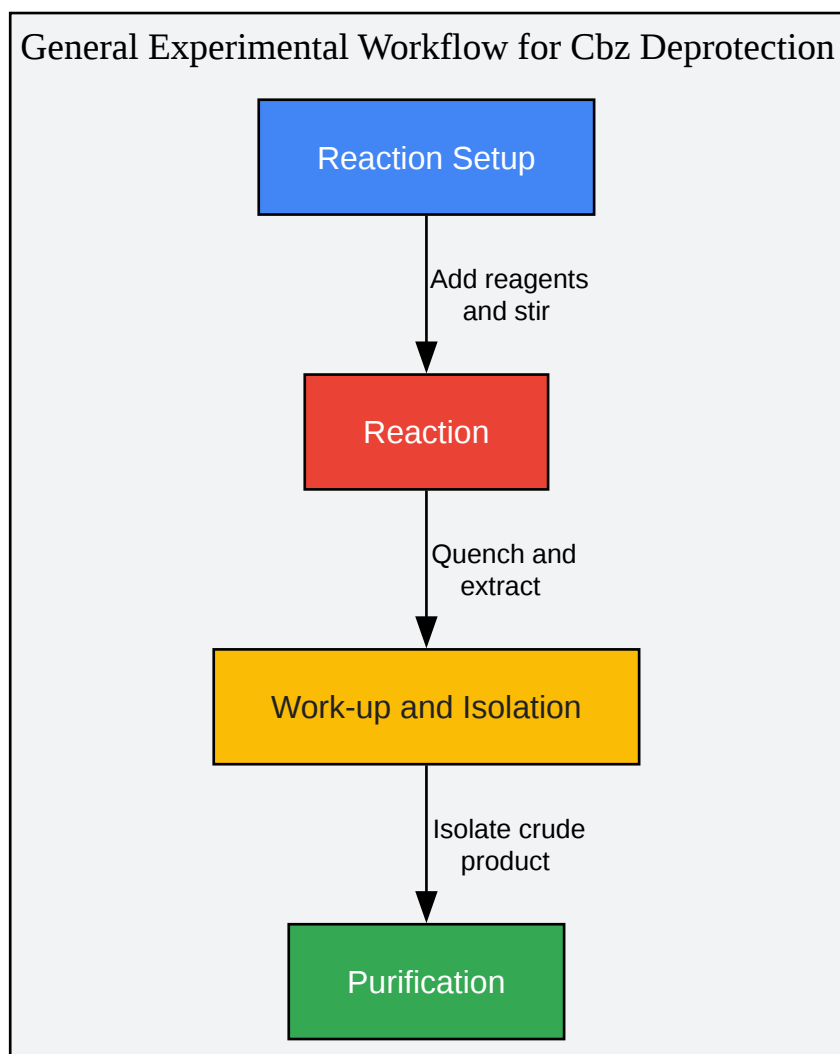 General Experimental Workflow for Cbz Deprotection
Reaction Setup
Add reagents
and stir
Reaction
Quench and
extract
Work-up and Isolation
Isolate crude
product
Purification